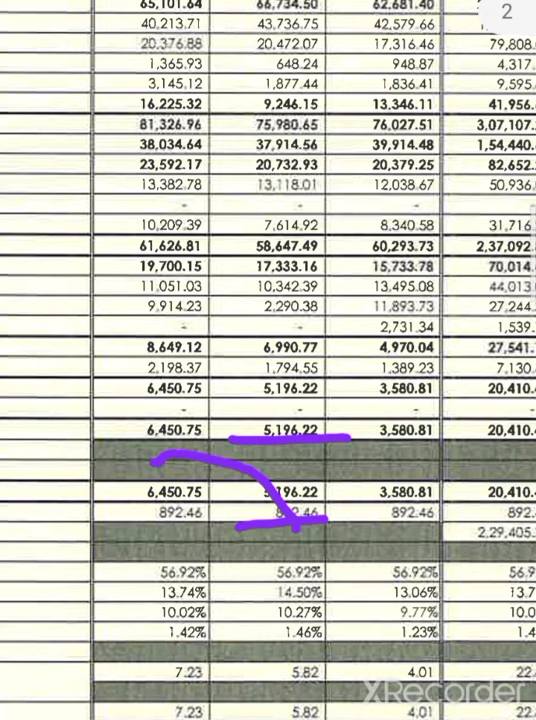 65,101.64 66,734.50 62,681.40
2
40,213.71 43,736.75 42,579.66
20,376.88 20,472.07 17,316.46 79,808.
1,365.93 648.24 948.87 4,317.
3,145.12 1,877.44 1,836.41 9,595.
16,225.32 9,246.15 13,346.11 41,956.
81,326.96 75,980.65 76,027.51 3,07,107.
38,034.64 37,914.56 39,914.48 1,54,440.
23,592.17 20,732.93 20,379.25 82,652.
13,382.78 13,118.01 12,038.67 50,936.
- - -
10,209.39 7,614.92 8,340.58 31,716.
61,626.81 58,647.49 60,293.73 2,37,092.
19,700.15 17,333.16 15,733.78 70,014.
11,051.03 10,342.39 13,495.08 44,013.
9,914.23 2,290.38 11,893.73 27,244.
- - 2,731.34 1,539.
8,649.12 6,990.77 4,970.04 27,541.
2,198.37 1,794.55 1,389.23 7,130.
6,450.75 5,196.22 3,580.81 20,410.
- - -
6,450.75 5,196.22 3,580.81 20,410.
6,450.75 5,196.22 3,580.81 20,410.
892.46 892.46 892.46 892.
2,29,405.
56.92% 56.92% 56.92% 56.9
13.74% 14.50% 13.06% 13.7
10.02% 10.27% 9.77% 10.0
1.42% 1.46% 1.23% 1.4
7.23 5.82 4.01 22.
XRecorder
7.23 5.82 4.01 22.